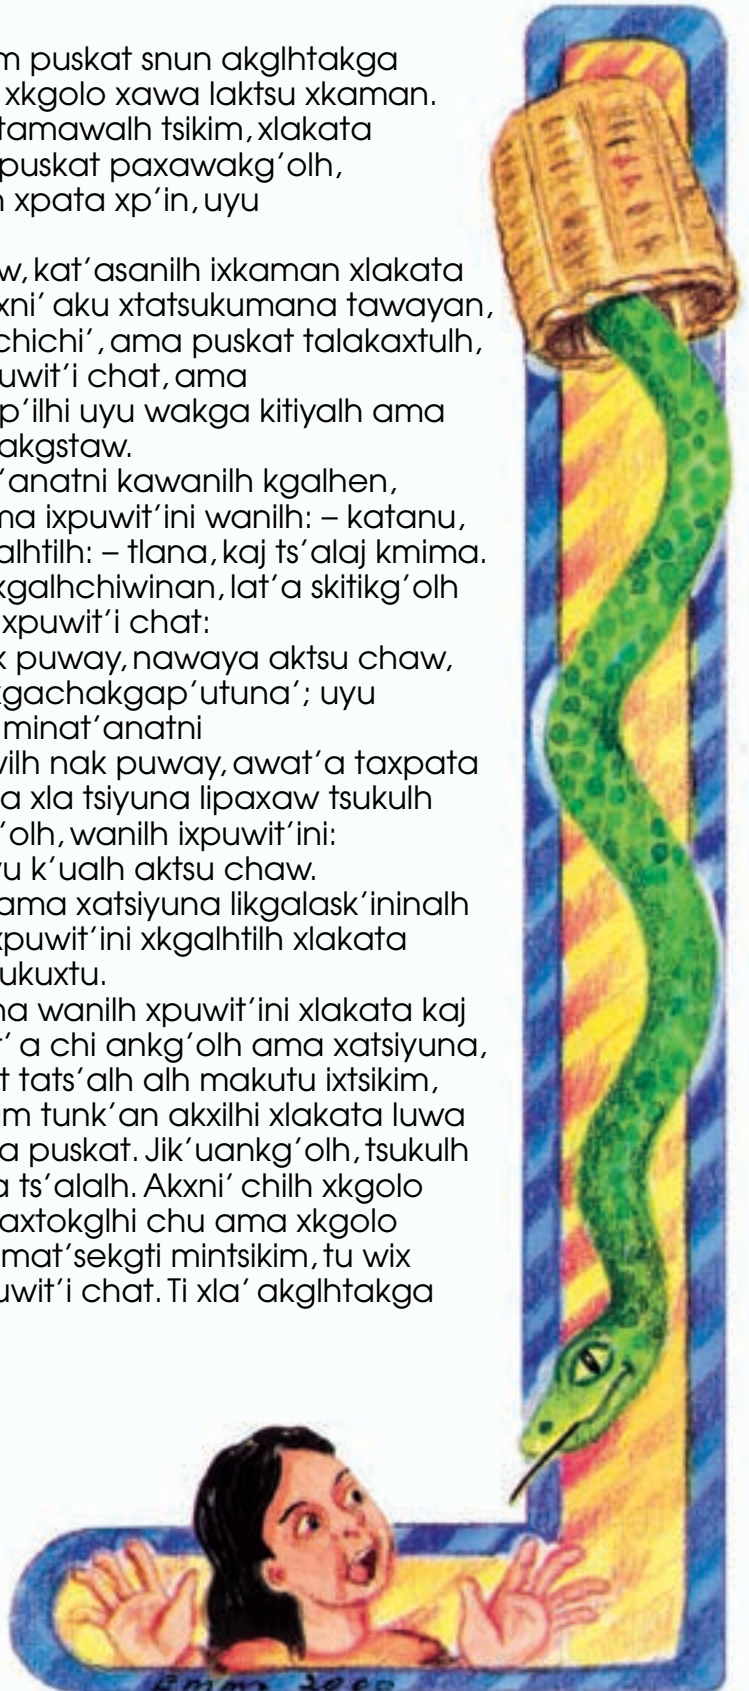 m puskat snun akglhtakga
xkgolo xawa laktsu xkaman.
tamawalh tsikim, xlakata
puskat paxawakg’olh,
n xpata xp’in, uyu
w, kat’asanilh ixkaman xlakata
xni’ aku xtatsukumana tawayan,
chichi’, ama puskat talakaxtulh,
uwit’i chat, ama
p’ilhi uyu wakga kitiyalh ama
akgstaw.
’anatni kawanilh kgalhen,
ma ixpuwit’ini wanilh: – katanu,
alhtilh: – tlana, kaj ts’alaj kmima.
kgalhchiwinan, lat’a skitikg’olh
xpuwit’i chat:
k puway, nawaya aktsu chaw,
kgachakgap’utuna’; uyu
minat’anatni
wilh nak puway, awat’a taxpata
a xla tsiyuna lipaxaw tsukulh
’olh, wanilh ixpuwit’ini:
u k’ualh aktsu chaw.
ama xatsiyuna likgalask’ininalh
xpuwit’ini xkgalhtilh xlakata
ukuxtu.
na wanilh xpuwit’ini xlakata kaj
t’ a chi ankg’olh ama xatsiyuna,
t tats’alh alh makutu ixtsikim,
im tunk’an akxilhi xlakata luwa
a puskat. Jik’uankg’olh, tsukulh
a ts’alalh. Akxni’ chilh xkgolo
axtokglhi chu ama xkgolo
mat’sekgti mintsikim, tu wix
uwit’i chat. Ti xla’ akglhtakga
Emma 2000